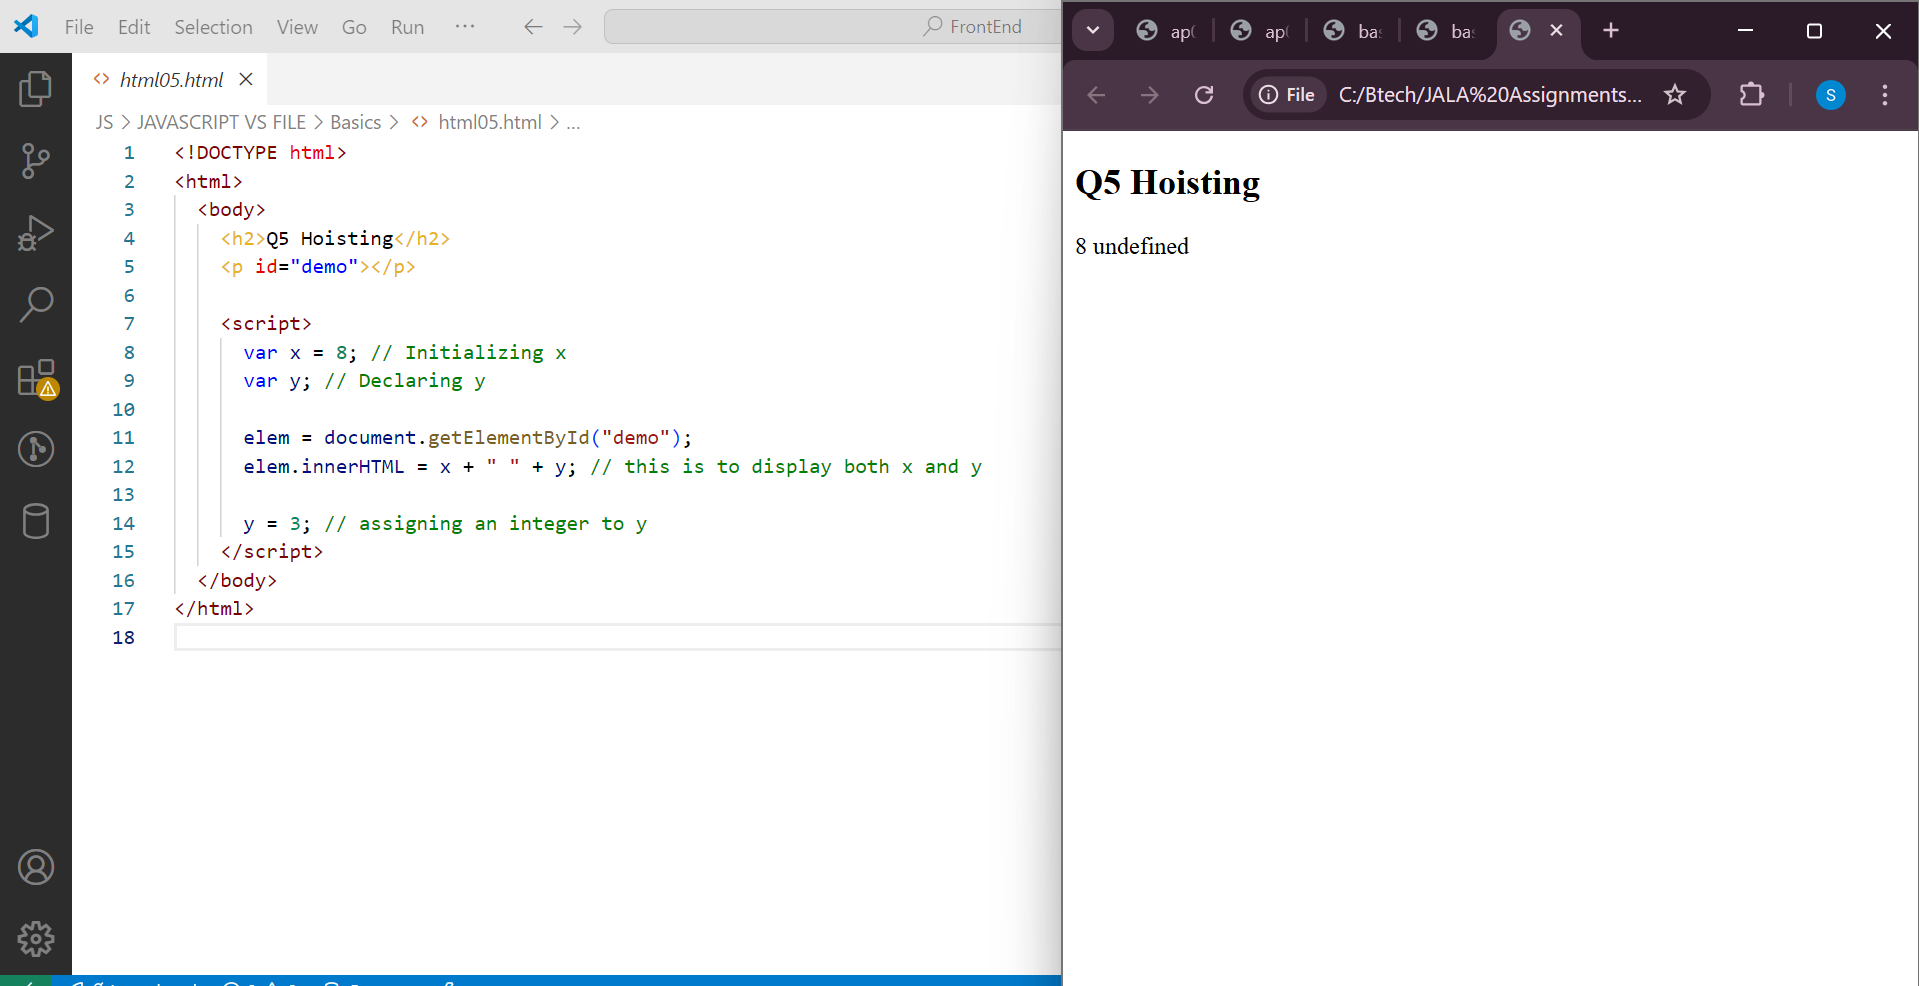 File Edit Selection View Go Run ··· FrontEnd
html05.html
JS > JAVASCRIPT VS FILE > Basics > html05.html > ...
1 <!DOCTYPE html>
2 <html>
3 <body>
4 <h2>Q5 Hoisting</h2>
5 <p id="demo"></p>
6
7 <script>
8 var x = 8; // Initializing x
9 var y; // Declaring y
10
11 elem = document.getElementById("demo");
12 elem.innerHTML = x + " " + y; // this is to display both x and y
13
14 y = 3; // assigning an integer to y
15 </script>
16 </body>
17 </html>
18
File C:/Btech/JALA%20Assignments...
S
Q5 Hoisting
8 undefined